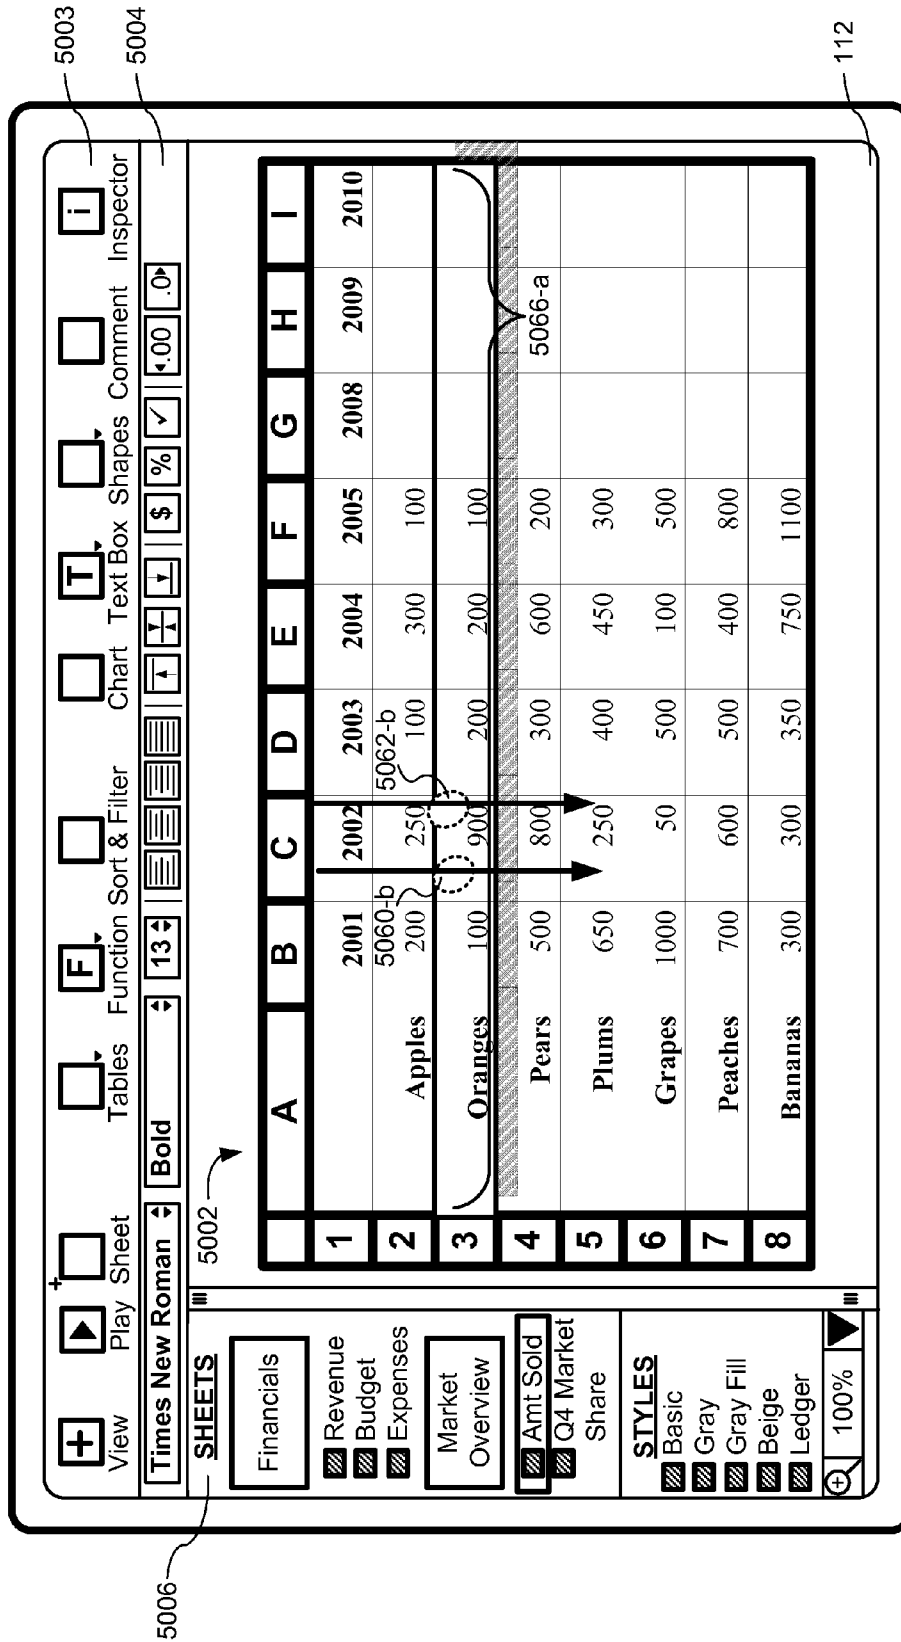 5003
5004
112
5006
View Play Sheet Tables Function Sort & Filter Chart Text Box Shapes Comment Inspector
+ F T i
Times New Roman Bold 13 $ % ✓ .00 .0
5002
SHEETS
Financials
Revenue
Budget
Expenses
Market
Overview
Amt Sold
Q4 Market
Share
STYLES
Basic
Gray
Gray Fill
Beige
Ledger
100%
A B C D E F G H I
1 2001 2002 2003 2004 2005 2008 2009 2010
5060-b 5062-b
2 Apples 200 250 100 300 100
3 Oranges 100 900 200 200 100
5066-a
4 Pears 500 800 300 600 200
5 Plums 650 250 400 450 300
6 Grapes 1000 50 500 100 500
7 Peaches 700 600 500 400 800
8 Bananas 300 300 350 750 1100